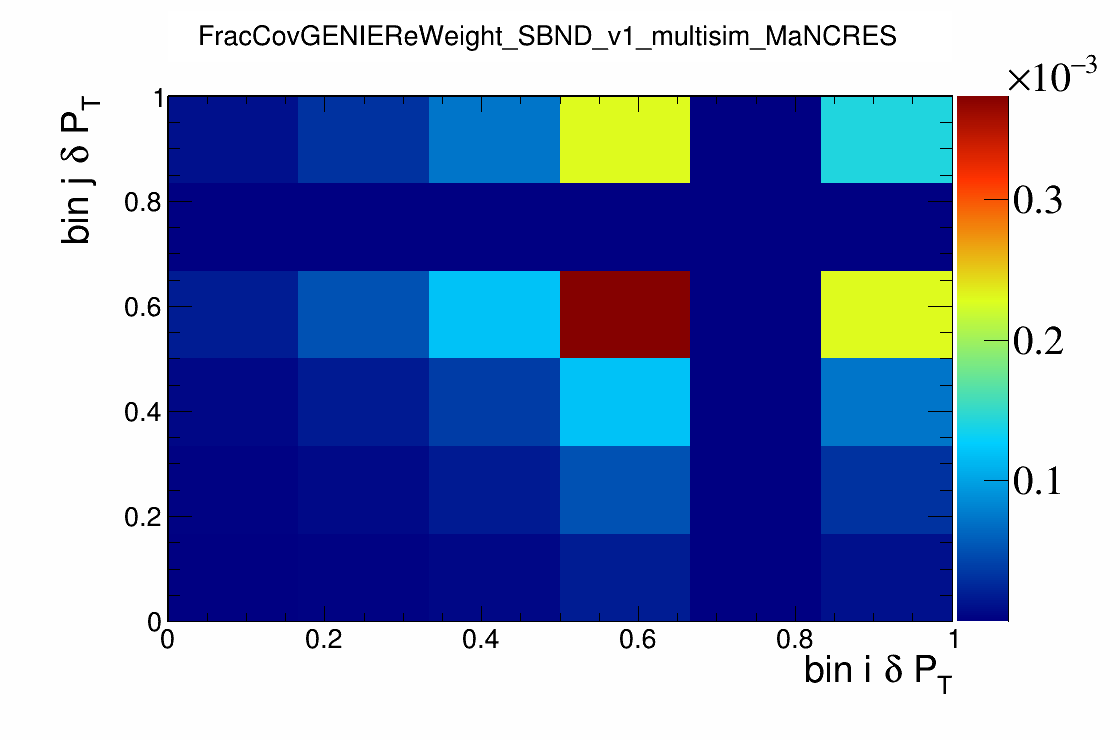 FracCovGENIEReWeight_SBND_v1_multisim_MaNCRES
×10⁻³
bin j δ P_T
1
0.8
0.6
0.4
0.2
0
0 0.2 0.4 0.6 0.8 1
bin i δ P_T
0.3
0.2
0.1